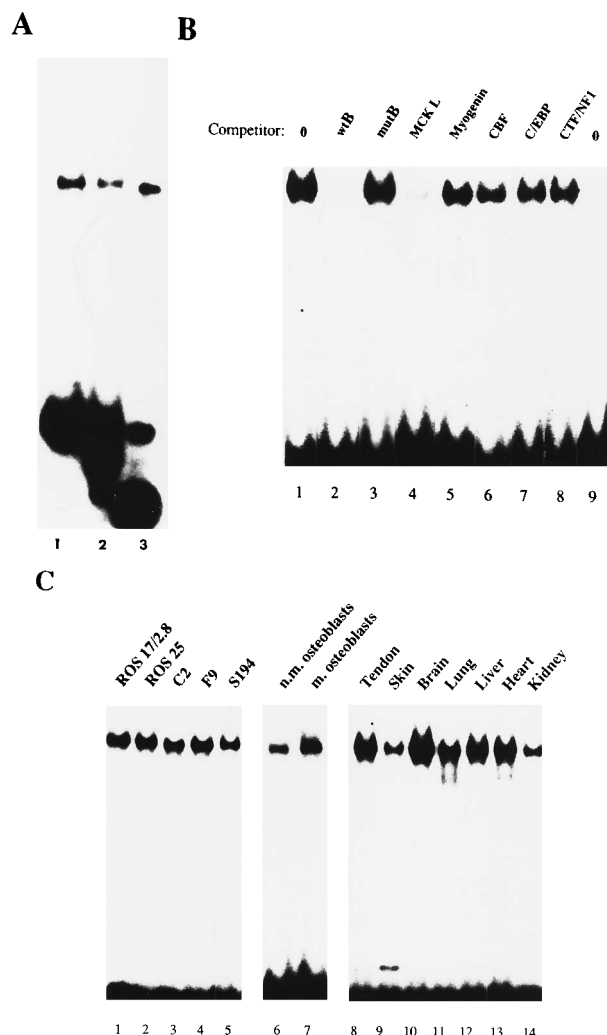 A
1 2 3
B
Competitor: 0 wtB mutB MCK L Myogenin CBF C/EBP CTF/NF1 0
1 2 3 4 5 6 7 8 9
C
ROS 17/2.8 ROS 25 C2 F9 S194 n.m. osteoblasts m. osteoblasts Tendon Skin Brain Lung Liver Heart Kidney
1 2 3 4 5 6 7 8 9 10 11 12 13 14